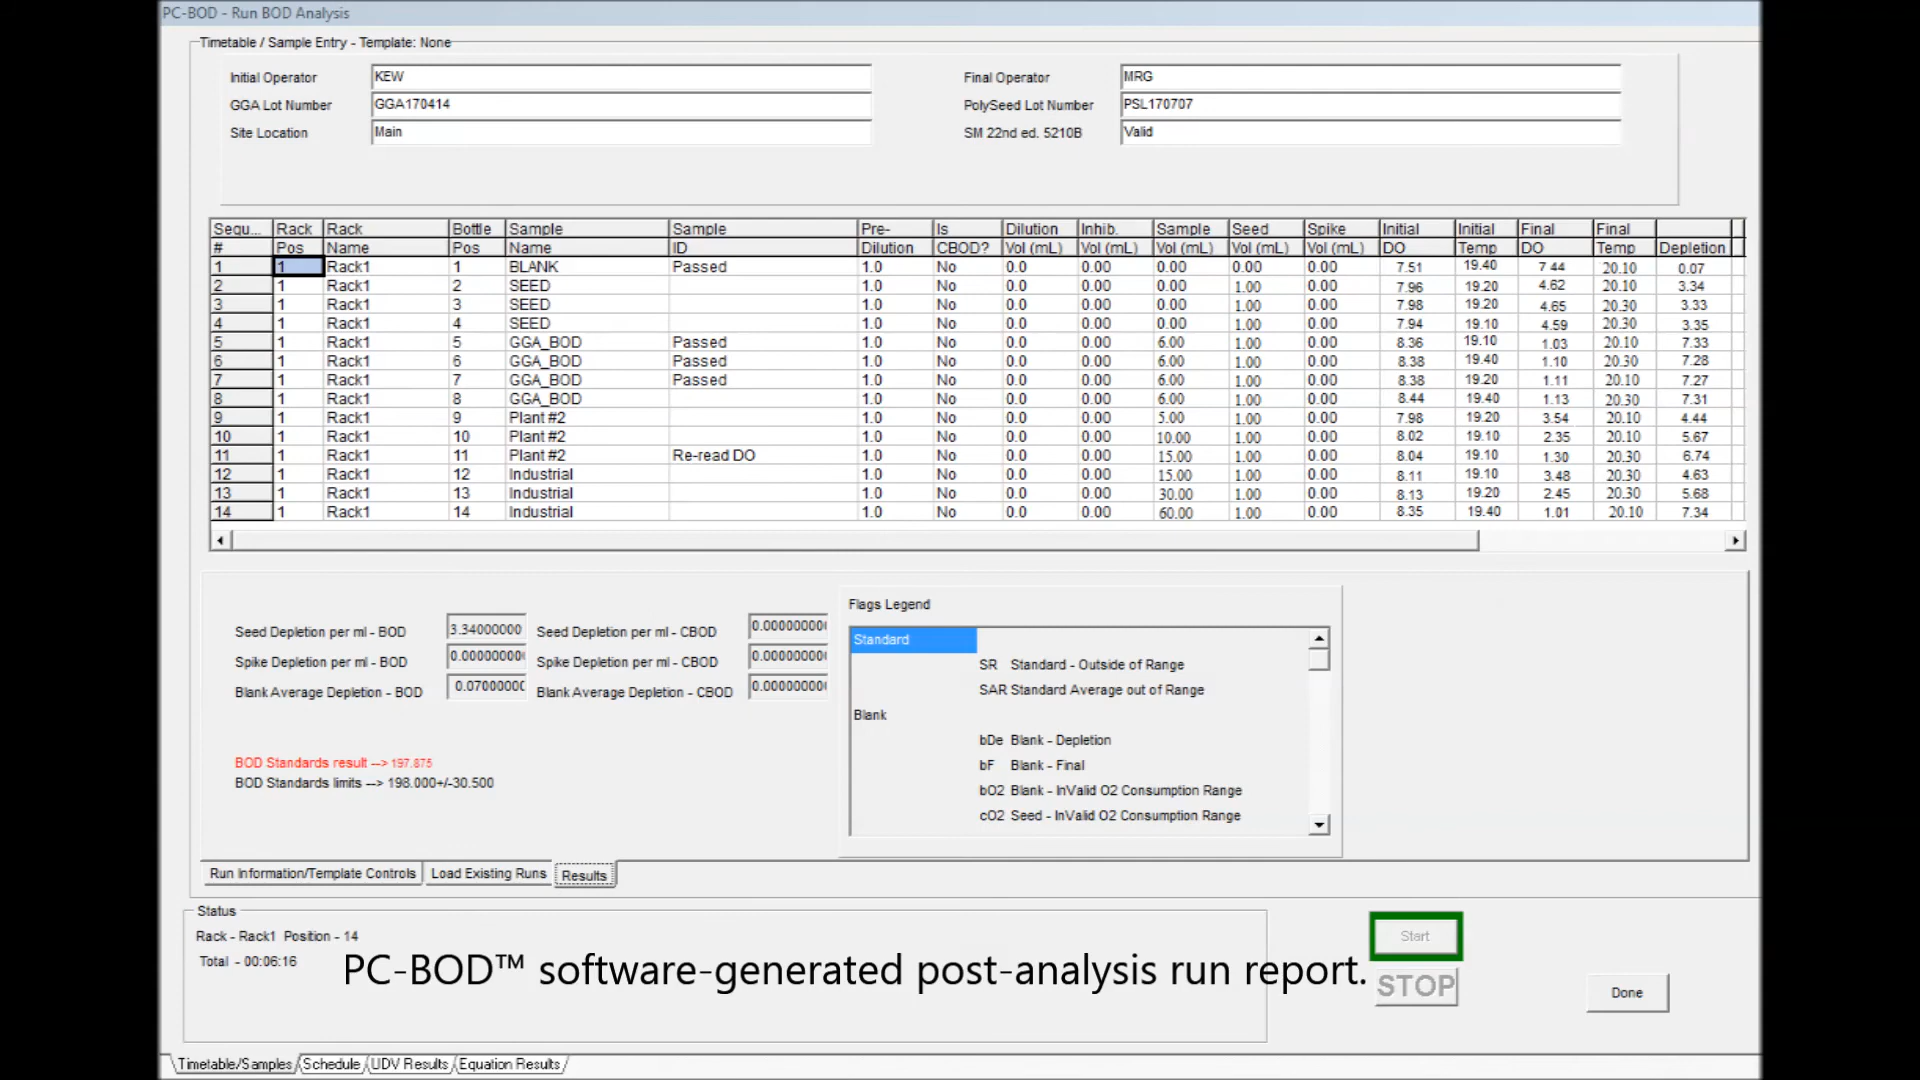 PC-BOD - Run BOD Analysis
Timetable / Sample Entry - Template: None
Initial Operator KEW Final Operator MRG
GGA Lot Number GGA170414 PolySeed Lot Number PSL170707
Site Location Main SM 22nd ed. 5210B Valid
Sequ... Rack Rack Bottle Sample Sample Pre- Is Dilution Inhib. Sample Seed Spike Initial Initial Final Final
# Pos Name Pos Name ID Dilution CBOD? Vol (mL) Vol (mL) Vol (mL) Vol (mL) Vol (mL) DO Temp DO Temp Depletion
1 1 Rack1 1 BLANK Passed 1.0 No 0.0 0.00 0.00 0.00 0.00 7.51 19.40 7 44 20.10 0.07
2 1 Rack1 2 SEED 1.0 No 0.0 0.00 0.00 1.00 0.00 7.96 19.20 4.62 20.10 3.34
3 1 Rack1 3 SEED 1.0 No 0.0 0.00 0.00 1.00 0.00 7.98 19.20 4.65 20.30 3.33
4 1 Rack1 4 SEED 1.0 No 0.0 0.00 0.00 1.00 0.00 7.94 19.10 4.59 20.30 3.35
5 1 Rack1 5 GGA_BOD Passed 1.0 No 0.0 0.00 6.00 1.00 0.00 8.36 19.10 1.03 20.10 7.33
6 1 Rack1 6 GGA_BOD Passed 1.0 No 0.0 0.00 6.00 1.00 0.00 8.38 19.40 1.10 20.30 7.28
7 1 Rack1 7 GGA_BOD Passed 1.0 No 0.0 0.00 6.00 1.00 0.00 8.38 19.20 1.11 20.10 7.27
8 1 Rack1 8 GGA_BOD 1.0 No 0.0 0.00 6.00 1.00 0.00 8.44 19.40 1.13 20.30 7.31
9 1 Rack1 9 Plant #2 1.0 No 0.0 0.00 5.00 1.00 0.00 7.98 19.20 3.54 20.10 4.44
10 1 Rack1 10 Plant #2 1.0 No 0.0 0.00 10.00 1.00 0.00 8.02 19.10 2.35 20.10 5.67
11 1 Rack1 11 Plant #2 Re-read DO 1.0 No 0.0 0.00 15.00 1.00 0.00 8.04 19.10 1.30 20.30 6.74
12 1 Rack1 12 Industrial 1.0 No 0.0 0.00 15.00 1.00 0.00 8.11 19.10 3.48 20.30 4.63
13 1 Rack1 13 Industrial 1.0 No 0.0 0.00 30.00 1.00 0.00 8.13 19.20 2.45 20.30 5.68
14 1 Rack1 14 Industrial 1.0 No 0.0 0.00 60.00 1.00 0.00 8.35 19.40 1.01 20.10 7.34
Seed Depletion per ml - BOD 3.34000000 Seed Depletion per ml - CBOD 0.00000000
Spike Depletion per ml - BOD 0.00000000 Spike Depletion per ml - CBOD 0.00000000
Blank Average Depletion - BOD 0.0700000 Blank Average Depletion - CBOD 0.00000000
BOD Standards result --> 197.875
BOD Standards limits --> 198.000+/-30.500
Flags Legend
Standard
SR Standard - Outside of Range
SAR Standard Average out of Range
Blank
bDe Blank - Depletion
bF Blank - Final
bO2 Blank - InValid O2 Consumption Range
cO2 Seed - InValid O2 Consumption Range
Run Information/Template Controls Load Existing Runs Results
Status
Rack - Rack1 Position - 14
Total - 00:06:16
PC-BOD™ software-generated post-analysis run report.
Start
STOP
Done
Timetable/Samples Schedule UDV Results Equation Results